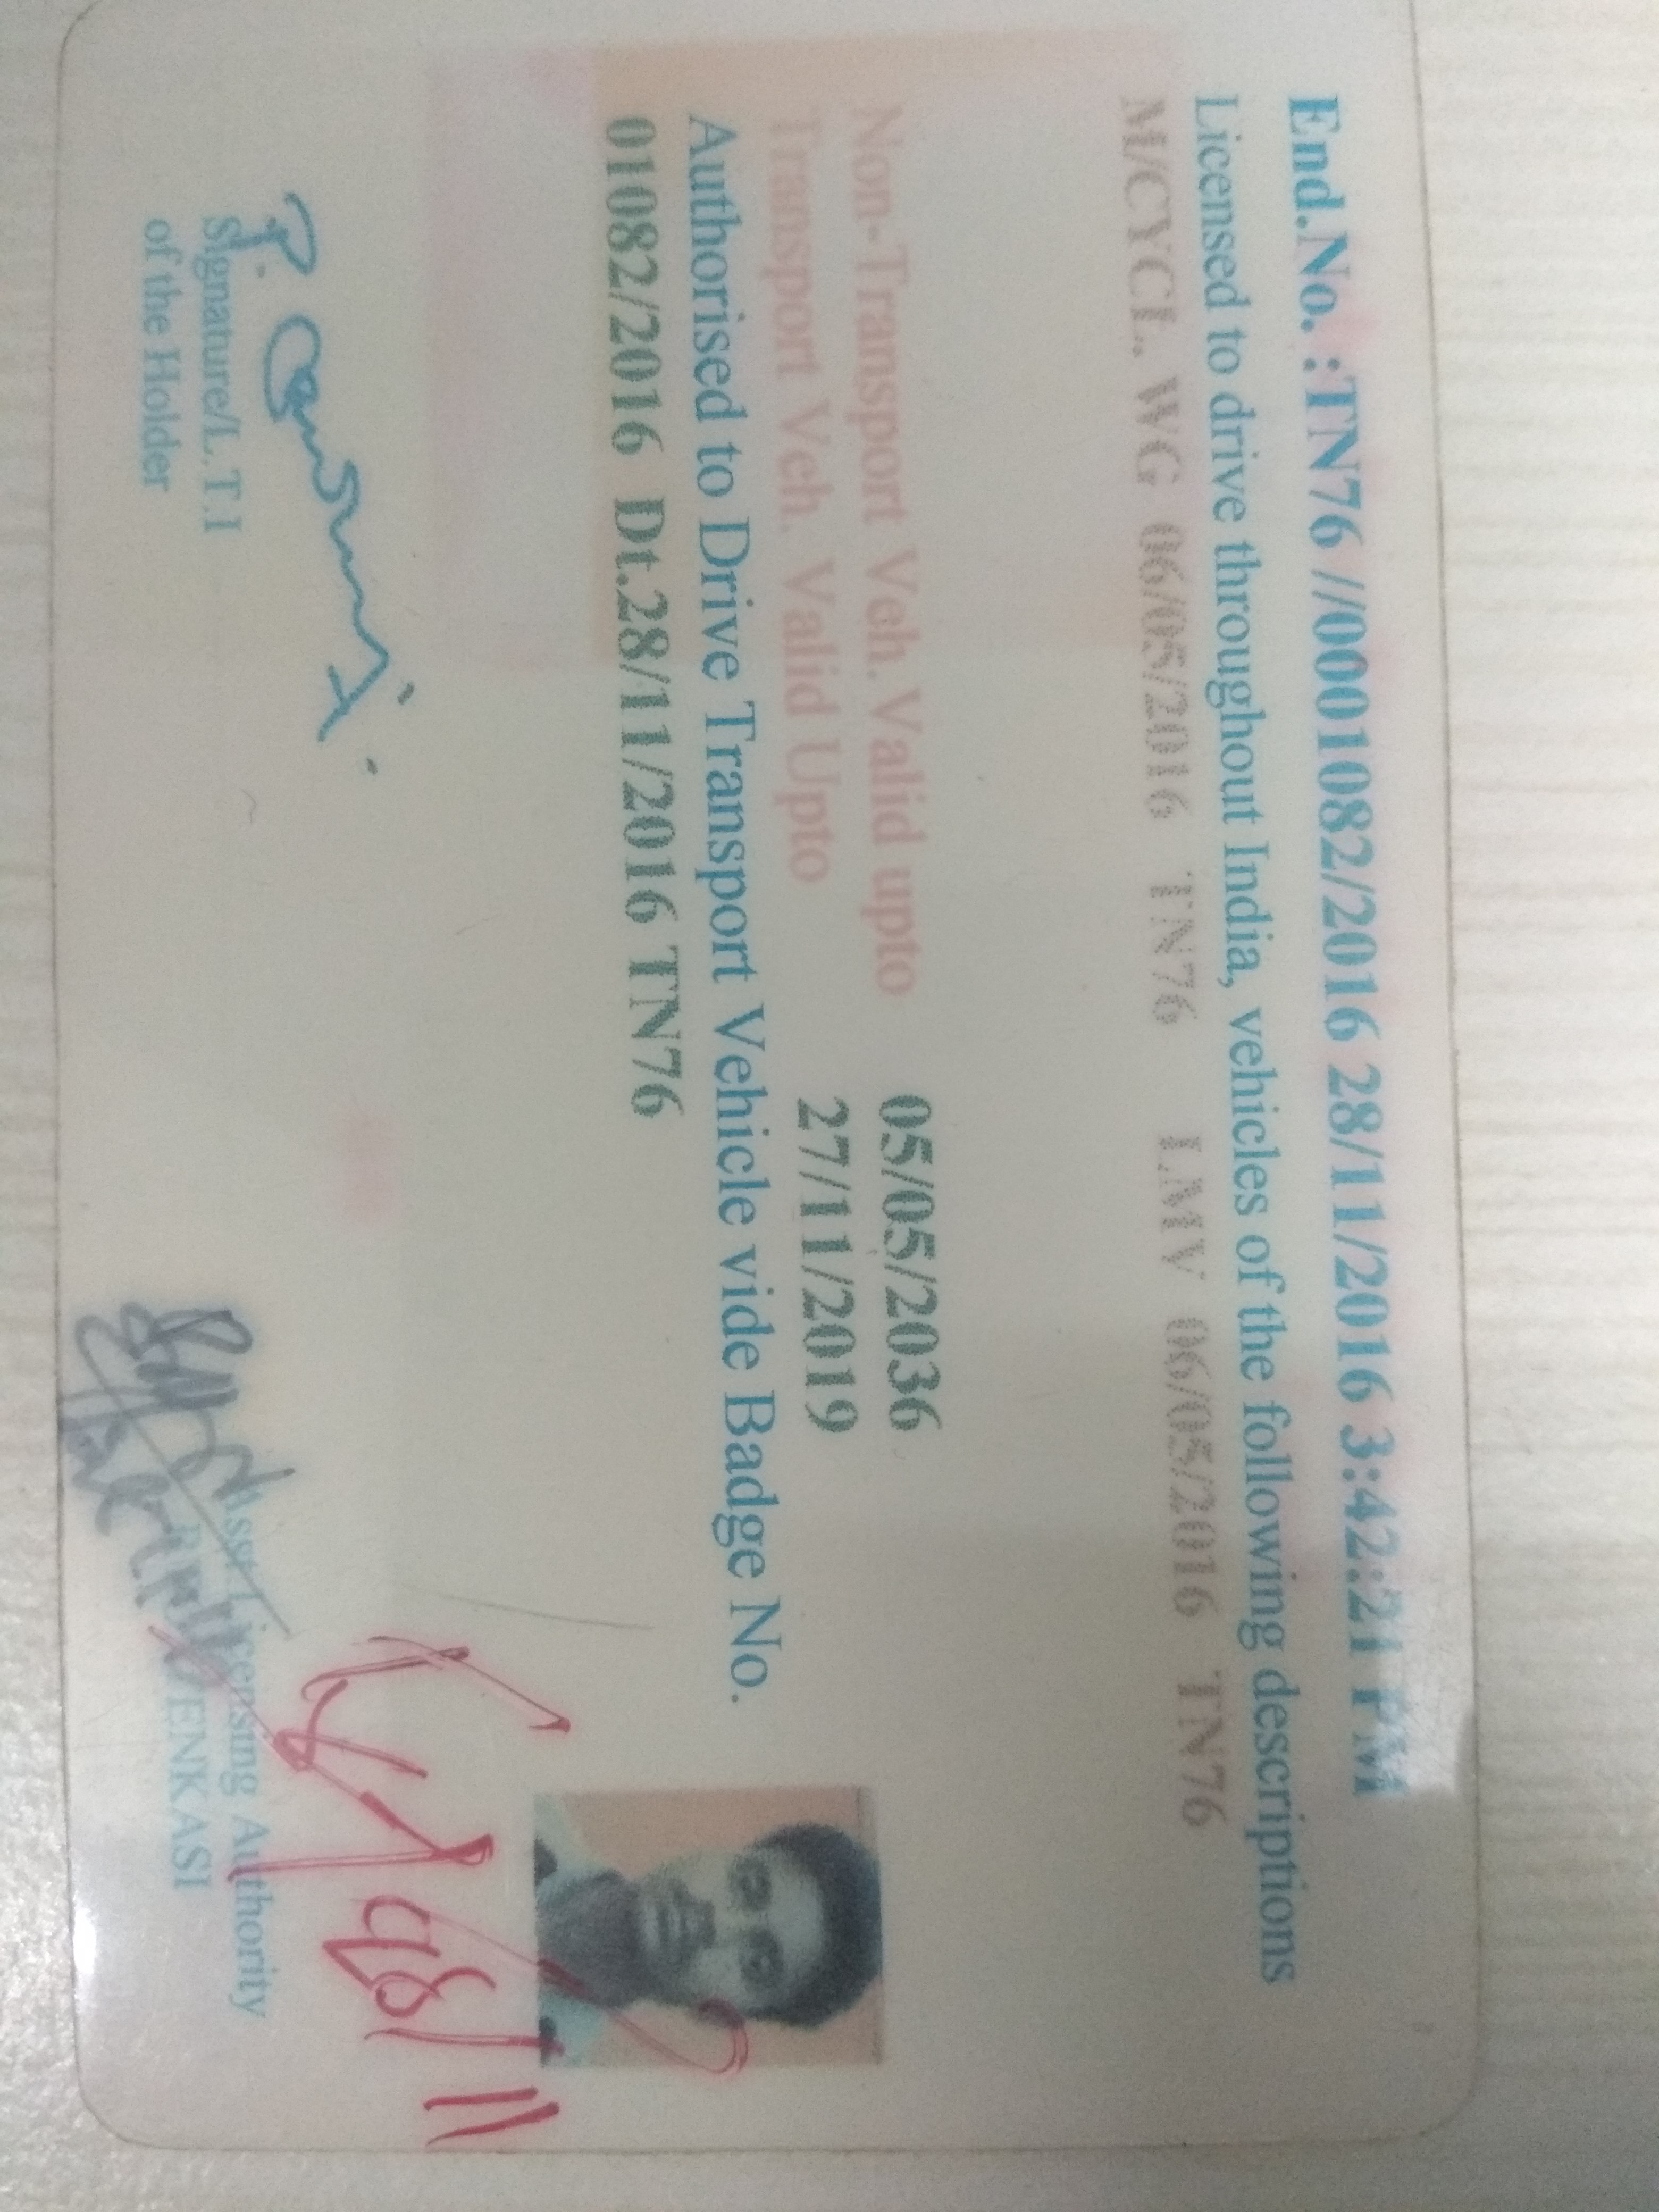 End.No. :TN76 //0001082/2016 28/11/2016 3:42:21 PM
Licensed to drive throughout India, vehicles of the following descriptions
M/CYCL. WG 06/05/2016 TN76 LMV 06/05/2016 TN76
Non-Transport Veh. Valid upto 05/05/2036
Transport Veh. Valid Upto 27/11/2019
Authorised to Drive Transport Vehicle vide Badge No.
01082/2016 Dt.28/11/2016 TN76
Signature/L.T.I
of the Holder
Asst Licensing Authority
TENKASI